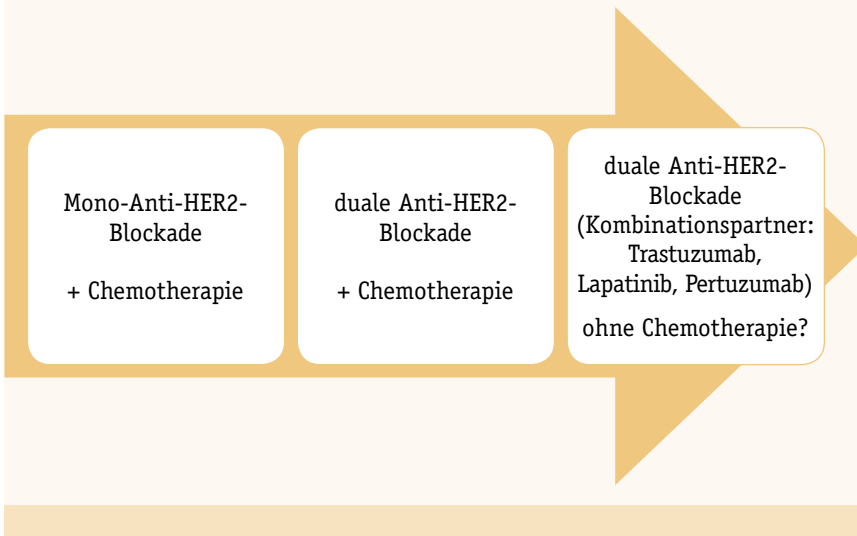 Mono-Anti-HER2-
Blockade
+ Chemotherapie
duale Anti-HER2-
Blockade
+ Chemotherapie
duale Anti-HER2-
Blockade
(Kombinationspartner:
Trastuzumab,
Lapatinib, Pertuzumab)
ohne Chemotherapie?